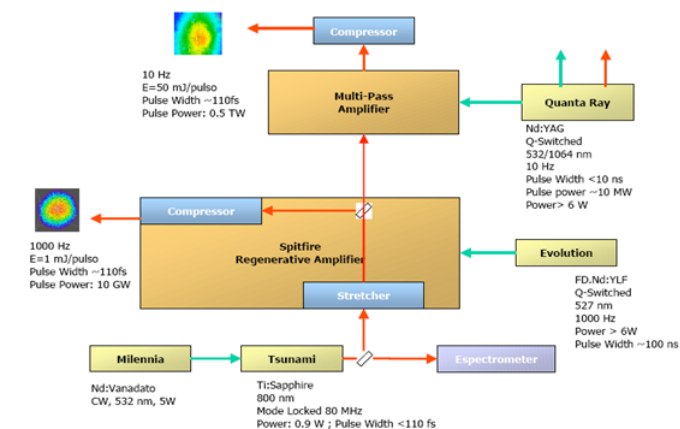 Compressor
10 Hz
E=50 mJ/pulso
Pulse Width ~110fs
Pulse Power: 0.5 TW
Multi-Pass
Amplifier
Quanta Ray
Nd:YAG
Q-Switched
532/1064 nm
10 Hz
Pulse Width <10 ns
Pulse power ~10 MW
Power> 6 W
Compressor
1000 Hz
E=1 mJ/pulso
Pulse Width ~110fs
Pulse Power: 10 GW
Spitfire
Regenerative Amplifier
Stretcher
Evolution
FD.Nd:YLF
Q-Switched
527 nm
1000 Hz
Power > 6W
Pulse Width ~100 ns
Milennia
Nd:Vanadato
CW, 532 nm, 5W
Tsunami
Ti:Sapphire
800 nm
Mode Locked 80 MHz
Power: 0.9 W ; Pulse Width <110 fs
Espectrometer